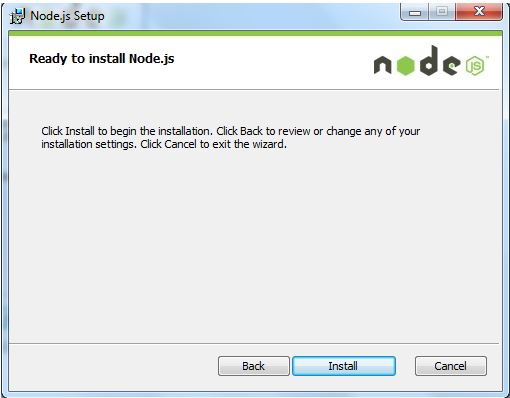 Node.js Setup
Ready to install Node.js
node
JS
Click Install to begin the installation. Click Back to review or change any of your
installation settings. Click Cancel to exit the wizard.
Back Install Cancel